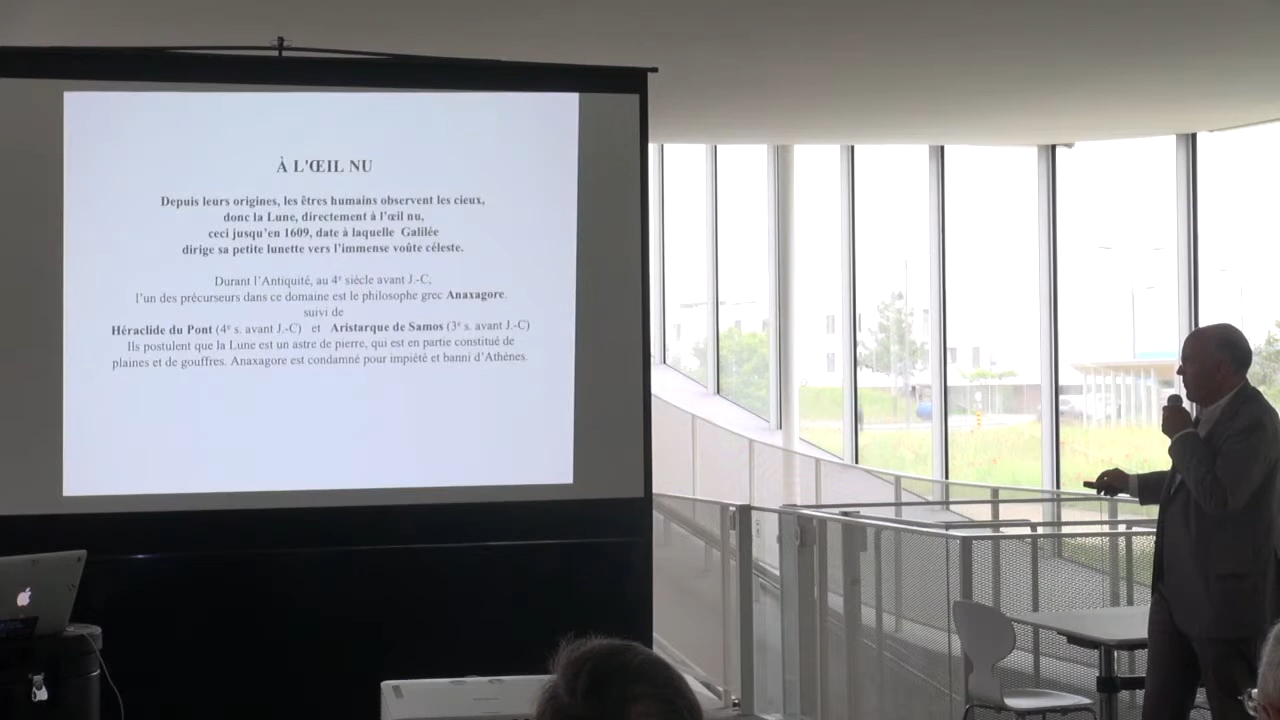 À L'ŒIL NU
Depuis leurs origines, les êtres humains observent les cieux,
donc la Lune, directement à l'œil nu,
ceci jusqu'en 1609, date à laquelle Galilée
dirige sa petite lunette vers l'immense voûte céleste.
Durant l'Antiquité, au 4e siècle avant J.-C,
l'un des précurseurs dans ce domaine est le philosophe grec Anaxagore.
suivi de
Héraclide du Pont (4e s. avant J.-C) et Aristarque de Samos (3e s. avant J.-C)
Ils postulent que la Lune est un astre de pierre, qui est en partie constitué de
plaines et de gouffres. Anaxagore est condamné pour impiété et banni d'Athènes.